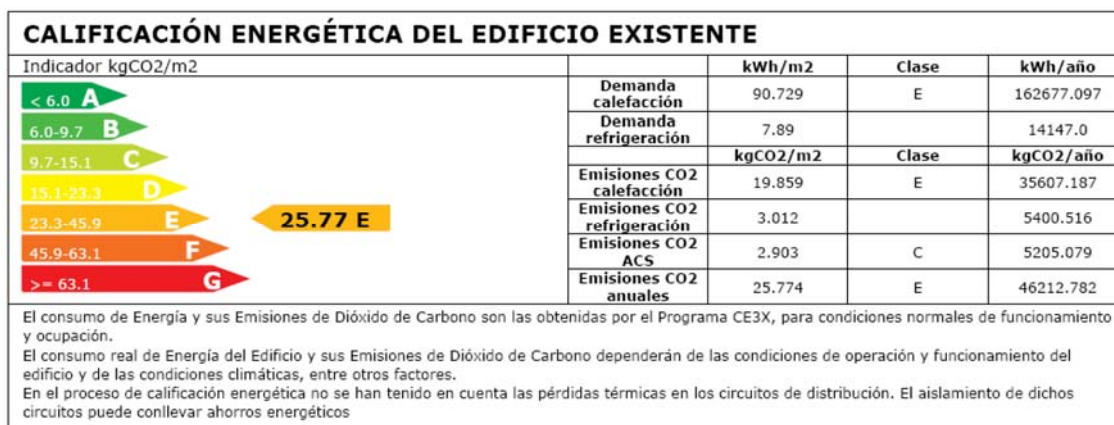 CALIFICACIÓN ENERGÉTICA DEL EDIFICIO EXISTENTE
Indicador kgCO2/m2
kWh/m2 Clase kWh/año
< 6.0 A
6.0-9.7 B
9.7-15.1 C
15.1-23.3 D
23.3-45.9 E
45.9-63.1 F
>= 63.1 G
25.77 E
Demanda
calefacción
90.729 E 162677.097
Demanda
refrigeración
7.89 14147.0
kgCO2/m2 Clase kgCO2/año
Emisiones CO2
calefacción
19.859 E 35607.187
Emisiones CO2
refrigeración
3.012 5400.516
Emisiones CO2
ACS
2.903 C 5205.079
Emisiones CO2
anuales
25.774 E 46212.782
El consumo de Energía y sus Emisiones de Dióxido de Carbono son las obtenidas por el Programa CE3X, para condiciones normales de funcionamiento
y ocupación.
El consumo real de Energía del Edificio y sus Emisiones de Dióxido de Carbono dependerán de las condiciones de operación y funcionamiento del
edificio y de las condiciones climáticas, entre otros factores.
En el proceso de calificación energética no se han tenido en cuenta las pérdidas térmicas en los circuitos de distribución. El aislamiento de dichos
circuitos puede conllevar ahorros energéticos